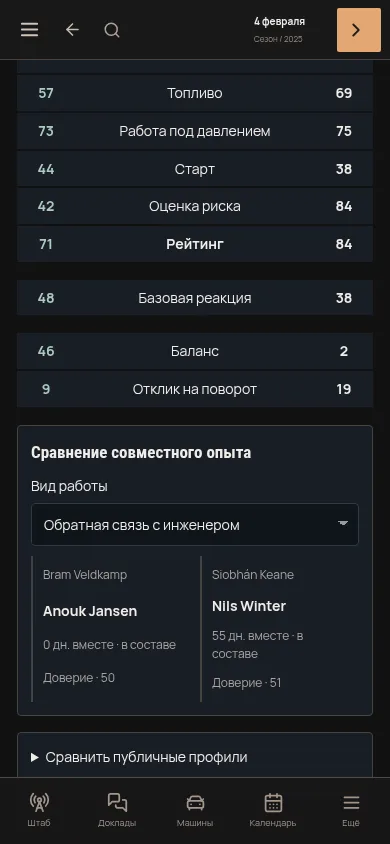 4 февраля
Сезон / 2025
57 Топливо 69
73 Работа под давлением 75
44 Старт 38
42 Оценка риска 84
71 Рейтинг 84
48 Базовая реакция 38
46 Баланс 2
9 Отклик на поворот 19
Сравнение совместного опыта
Вид работы
Обратная связь с инженером
Bram Veldkamp
Anouk Jansen
0 дн. вместе · в составе
Доверие · 50
Siobhán Keane
Nils Winter
55 дн. вместе · в
составе
Доверие · 51
Сравнить публичные профили
Штаб Доклады Машины Календарь Ещё